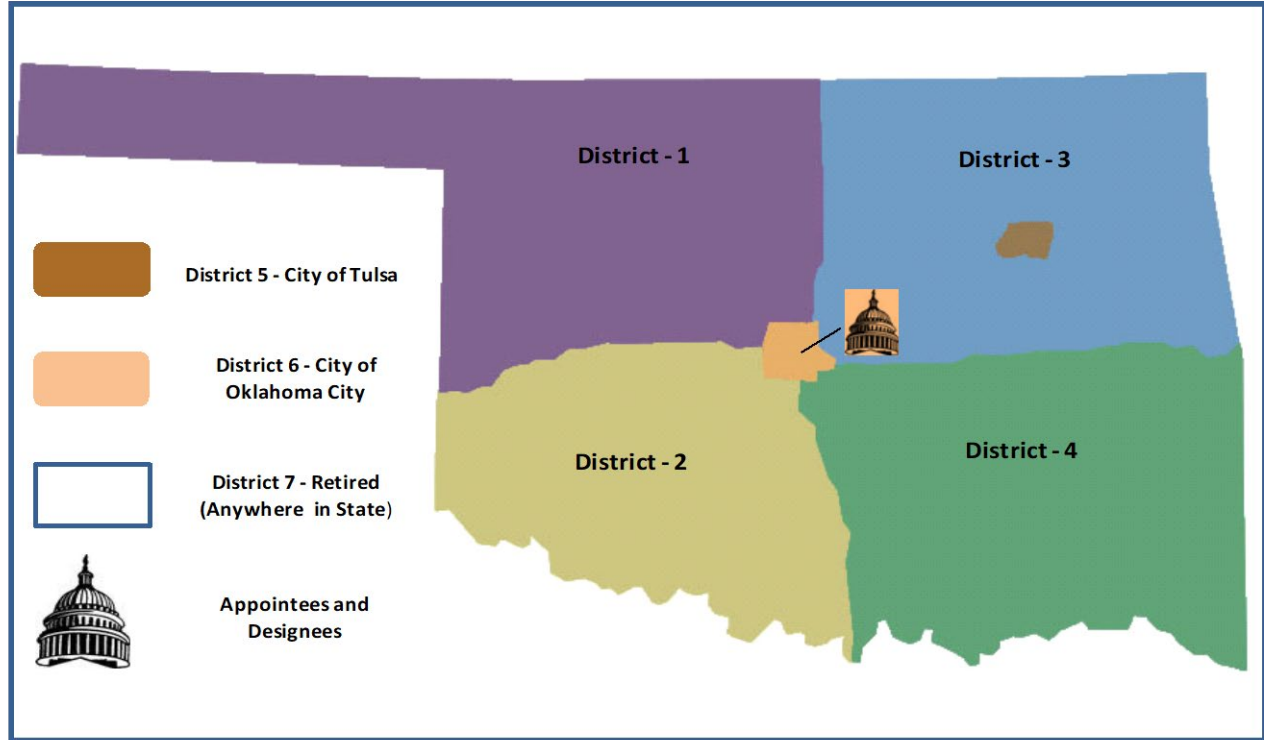 District - 1
District - 3
District 5 - City of Tulsa
District 6 - City of
Oklahoma City
District - 2
District - 4
District 7 - Retired
(Anywhere in State)
Appointees and
Designees